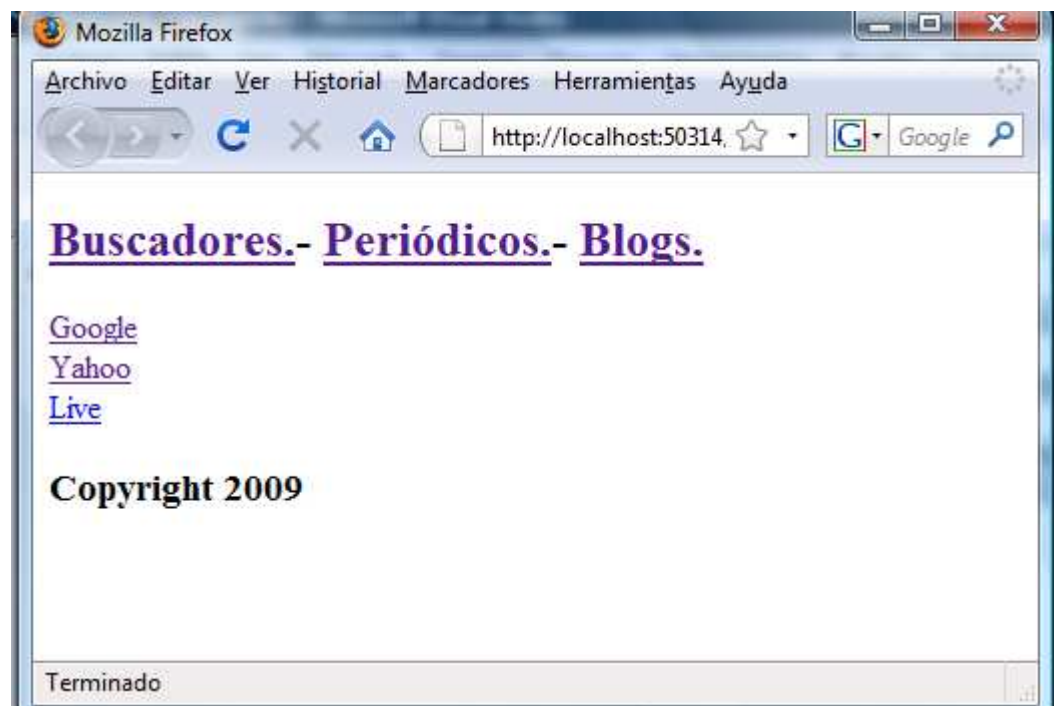 Mozilla Firefox
Archivo Editar Ver Historial Marcadores Herramientas Ayuda
http://localhost:50314, G Google
Buscadores.- Periódicos.- Blogs.
Google
Yahoo
Live
Copyright 2009
Terminado